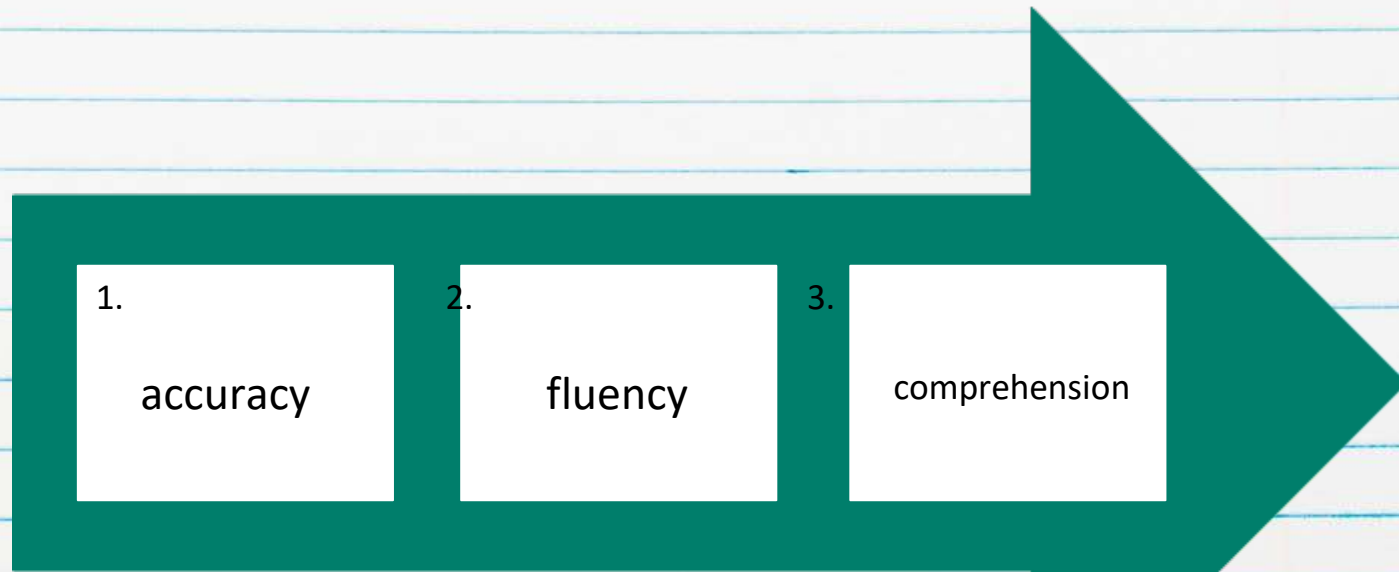 1.
accuracy
2.
fluency
3.
comprehension